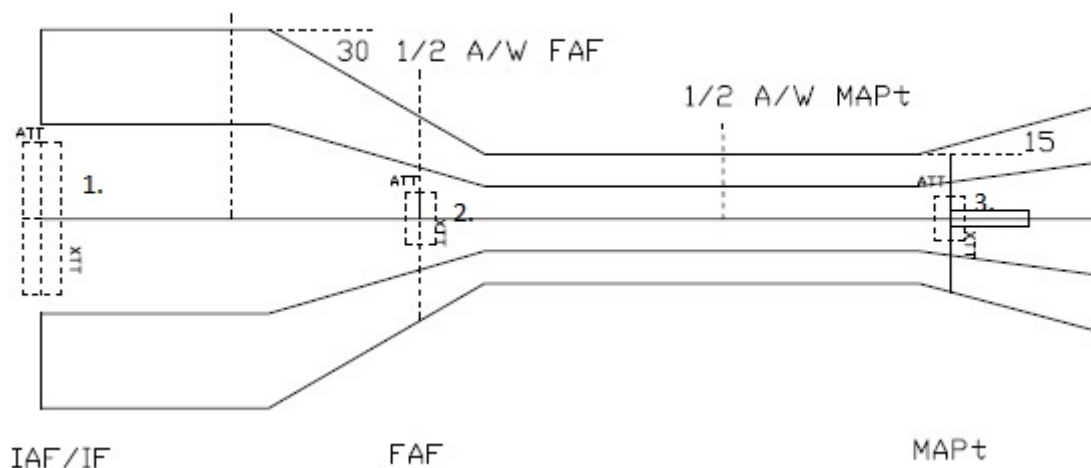 30 1/2 A/W FAF
1/2 A/W MAPt
15
ATT
1.
ATT
2.
ATT
3.
XTT
XTT
XTT
IAF/IF
FAF
MAPt